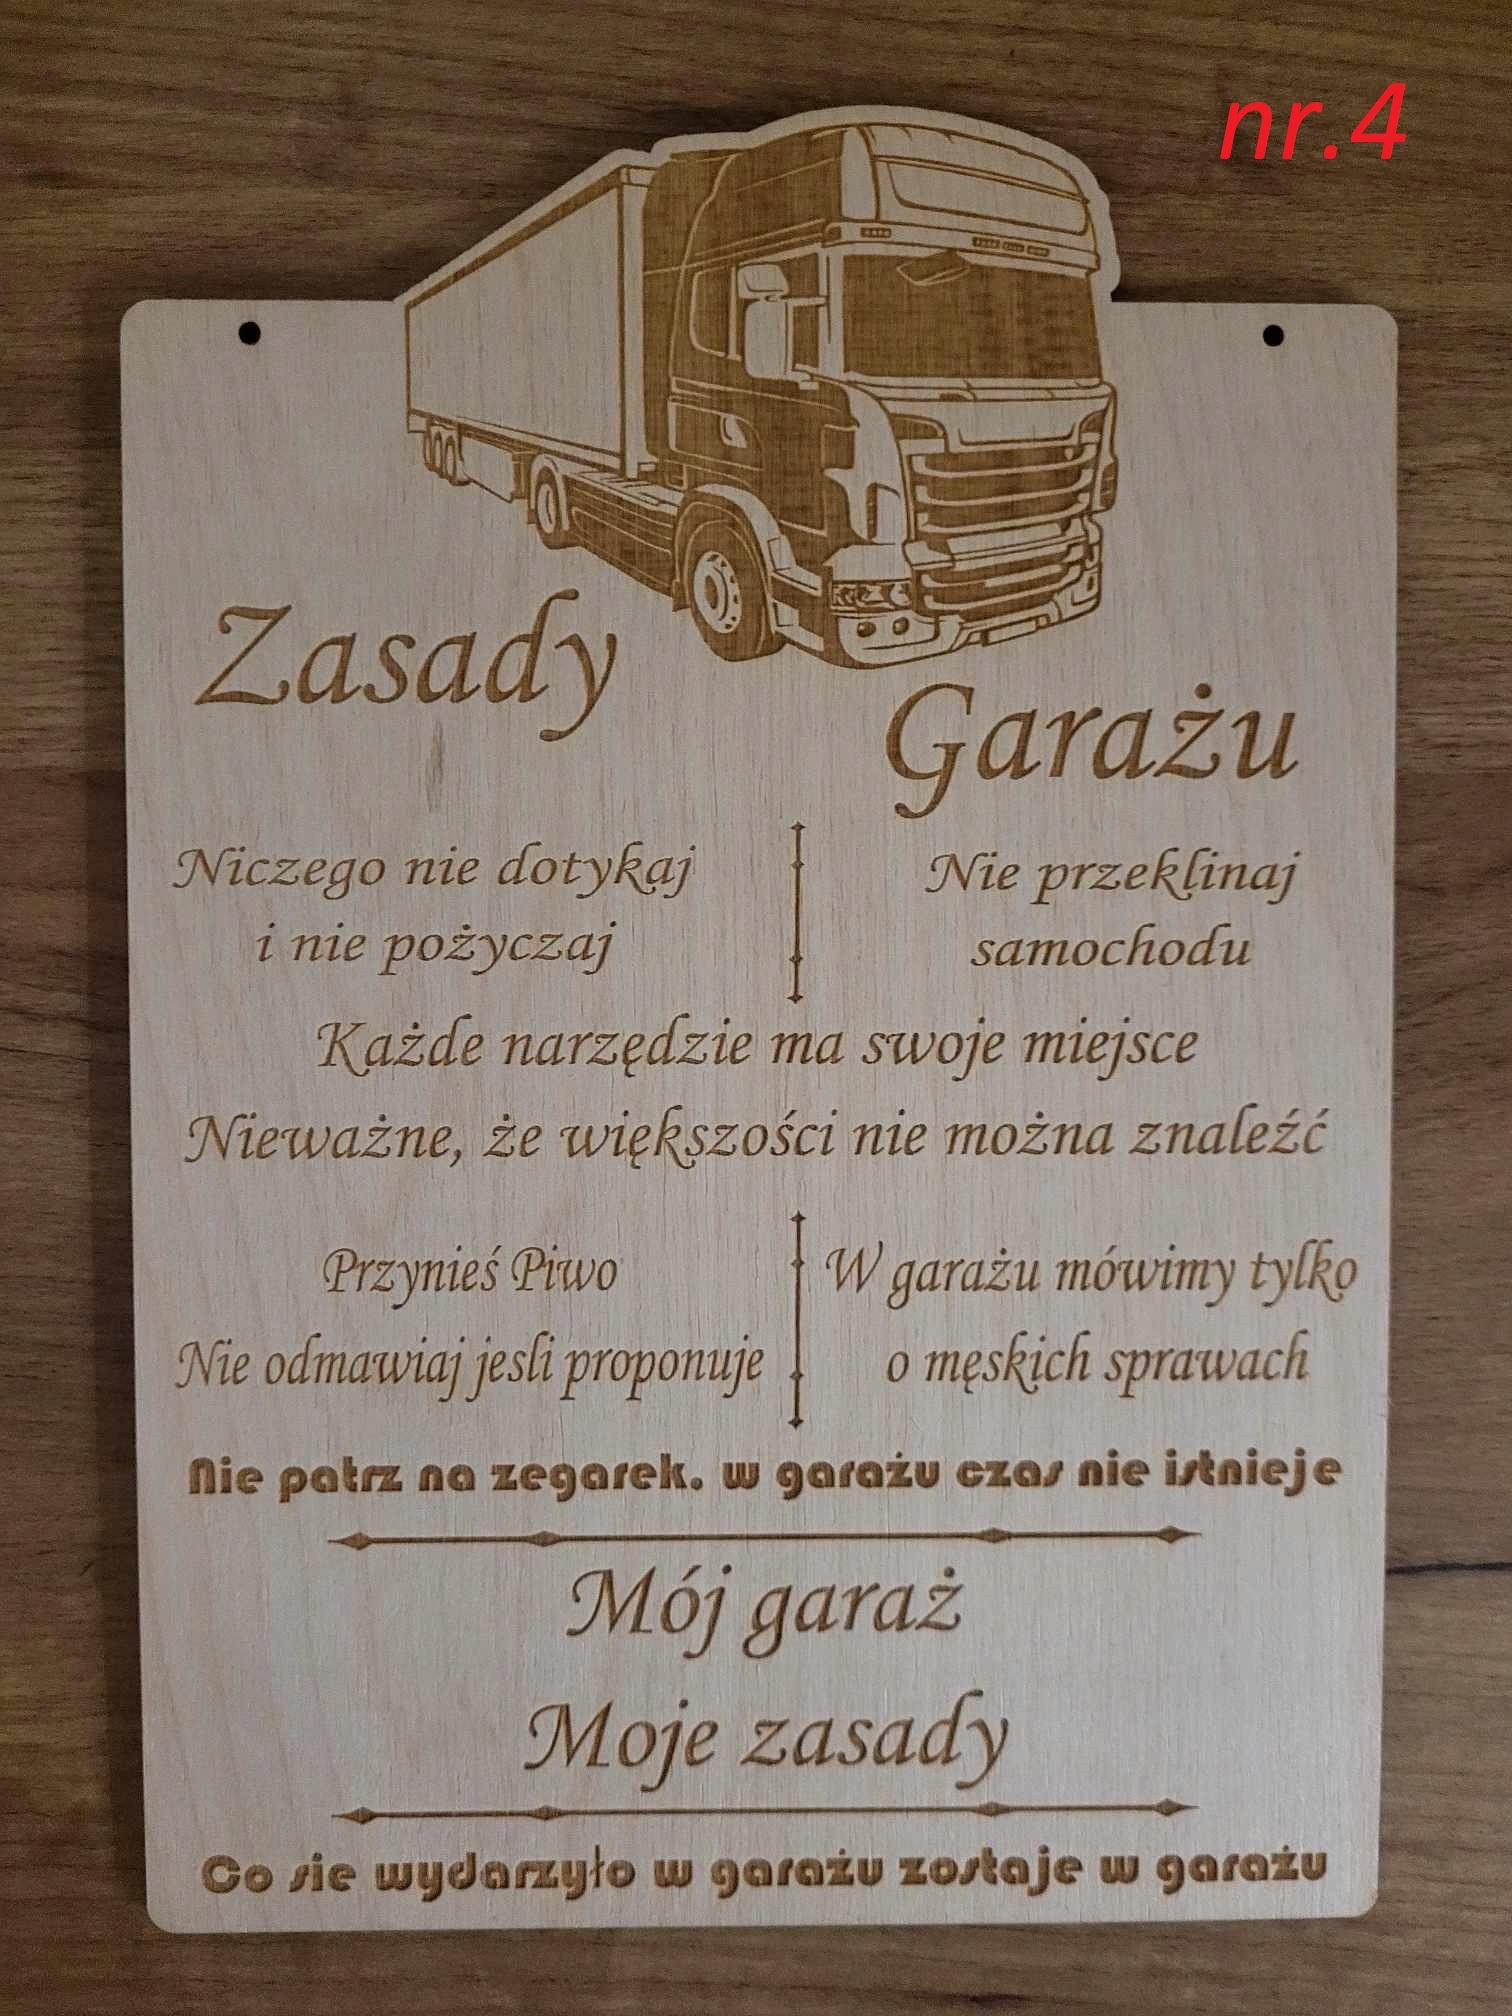 nr.4
Zasady
Garażu
Niczego nie dotykaj
i nie pożyczaj
Nie przeklinaj
samochodu
Każde narzędzie ma swoje miejsce
Nieważne, że większości nie można znaleźć
Przynieś Piwo
Nie odmawiaj jesli proponuje
W garażu mówimy tylko
o męskich sprawach
Nie patrz na zegarek. w garażu czas nie istnieje
Mój garaż
Moje zasady
Co sie wydarzyło w garażu zostaje w garażu